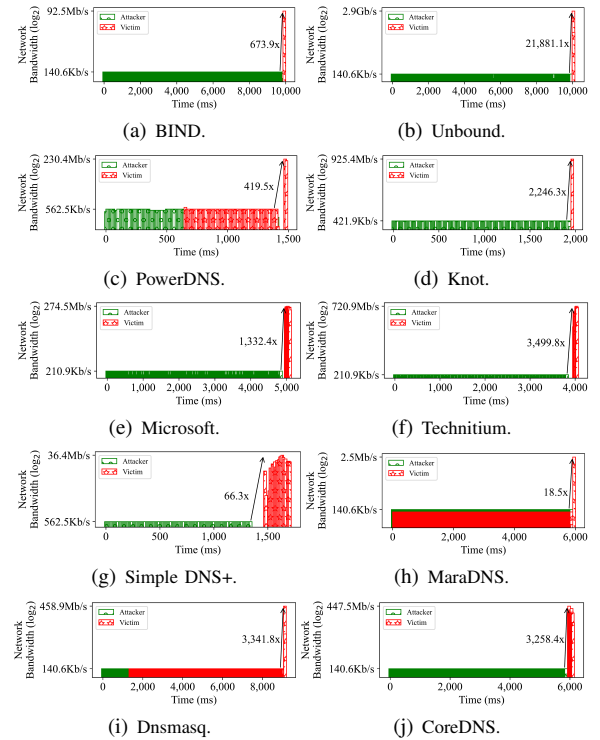 92.5Mb/s
Attacker
Victim
673.9x
140.6Kb/s
Network
Bandwidth (log2)
0 2,000 4,000 6,000 8,000 10,000
Time (ms)
(a) BIND.
2.9Gb/s
Attacker
Victim
21,881.1x
140.6Kb/s
Network
Bandwidth (log2)
0 2,000 4,000 6,000 8,000 10,000
Time (ms)
(b) Unbound.
230.4Mb/s
Attacker
Victim
419.5x
562.5Kb/s
Network
Bandwidth (log2)
0 500 1,000 1,500
Time (ms)
(c) PowerDNS.
925.4Mb/s
Attacker
Victim
2,246.3x
421.9Kb/s
Network
Bandwidth (log2)
0 500 1,000 1,500 2,000
Time (ms)
(d) Knot.
274.5Mb/s
Attacker
Victim
1,332.4x
210.9Kb/s
Network
Bandwidth (log2)
0 1,000 2,000 3,000 4,000 5,000
Time (ms)
(e) Microsoft.
720.9Mb/s
Attacker
Victim
3,499.8x
210.9Kb/s
Network
Bandwidth (log2)
0 1,000 2,000 3,000 4,000
Time (ms)
(f) Technitium.
36.4Mb/s
Attacker
Victim
66.3x
562.5Kb/s
Network
Bandwidth (log2)
0 500 1,000 1,500
Time (ms)
(g) Simple DNS+.
2.5Mb/s
Attacker
Victim
18.5x
140.6Kb/s
Network
Bandwidth (log2)
0 2,000 4,000 6,000
Time (ms)
(h) MaraDNS.
458.9Mb/s
Attacker
Victim
3,341.8x
140.6Kb/s
Network
Bandwidth (log2)
0 2,000 4,000 6,000 8,000
Time (ms)
(i) Dnsmasq.
447.5Mb/s
Attacker
Victim
3,258.4x
140.6Kb/s
Network
Bandwidth (log2)
0 2,000 4,000 6,000
Time (ms)
(j) CoreDNS.